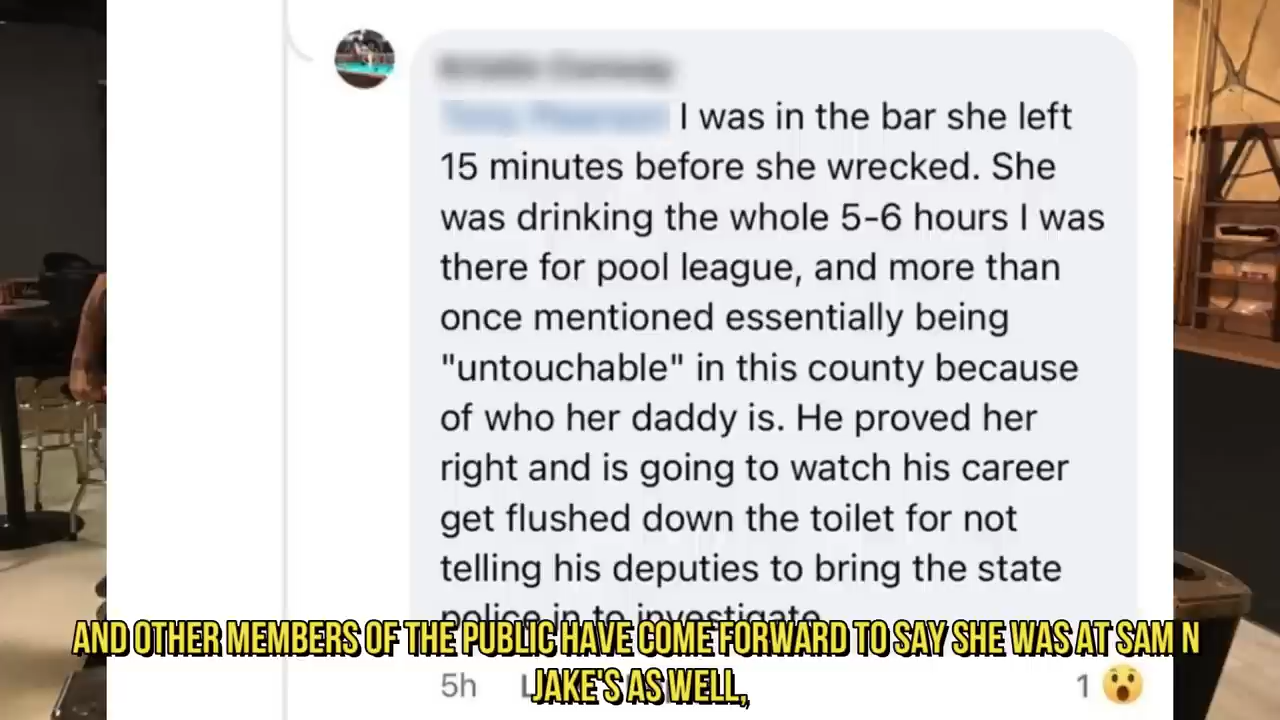 I was in the bar she left
15 minutes before she wrecked. She
was drinking the whole 5-6 hours I was
there for pool league, and more than
once mentioned essentially being
"untouchable" in this county because
of who her daddy is. He proved her
right and is going to watch his career
get flushed down the toilet for not
telling his deputies to bring the state
police in to investigate
AND OTHER MEMBERS OF THE PUBLIC HAVE COME FORWARD TO SAY SHE WAS AT SAM N
JAKE'S AS WELL,
5h
1